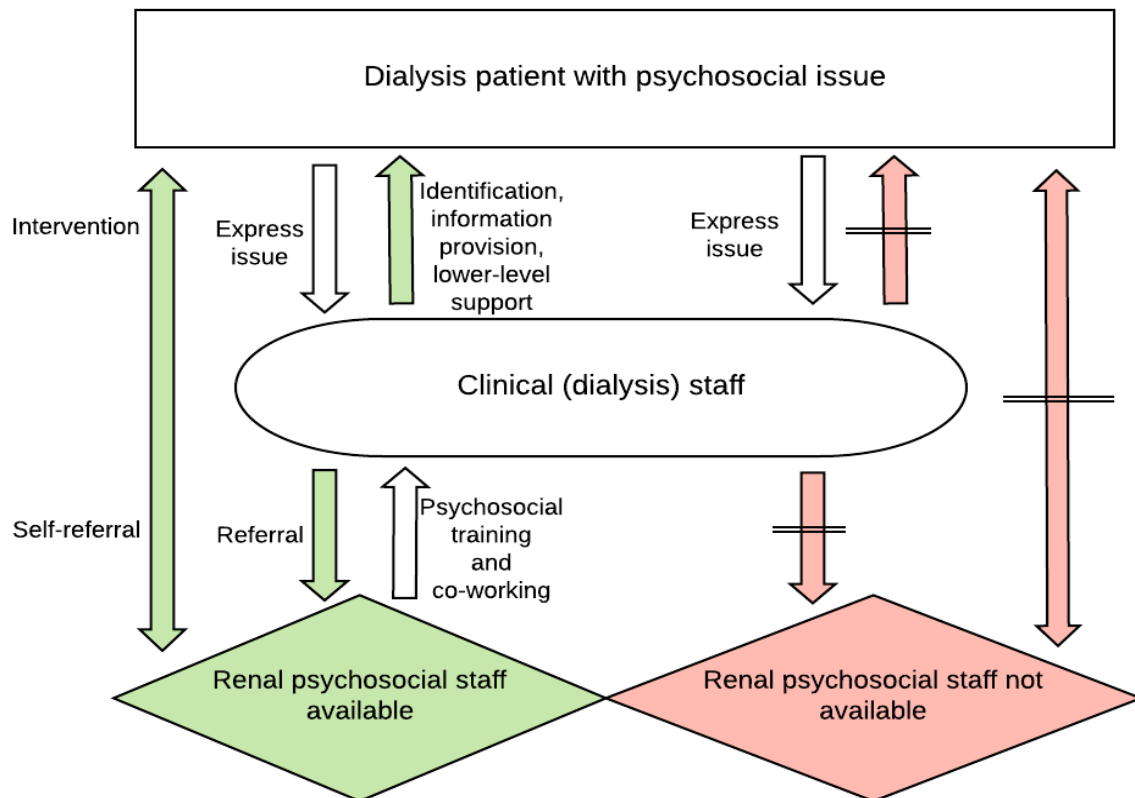 Dialysis patient with psychosocial issue
Intervention
Express
issue
Identification,
information
provision,
lower-level
support
Express
issue
Clinical (dialysis) staff
Self-referral
Referral
Psychosocial
training
and
co-working
Renal psychosocial staff
available
Renal psychosocial staff not
available